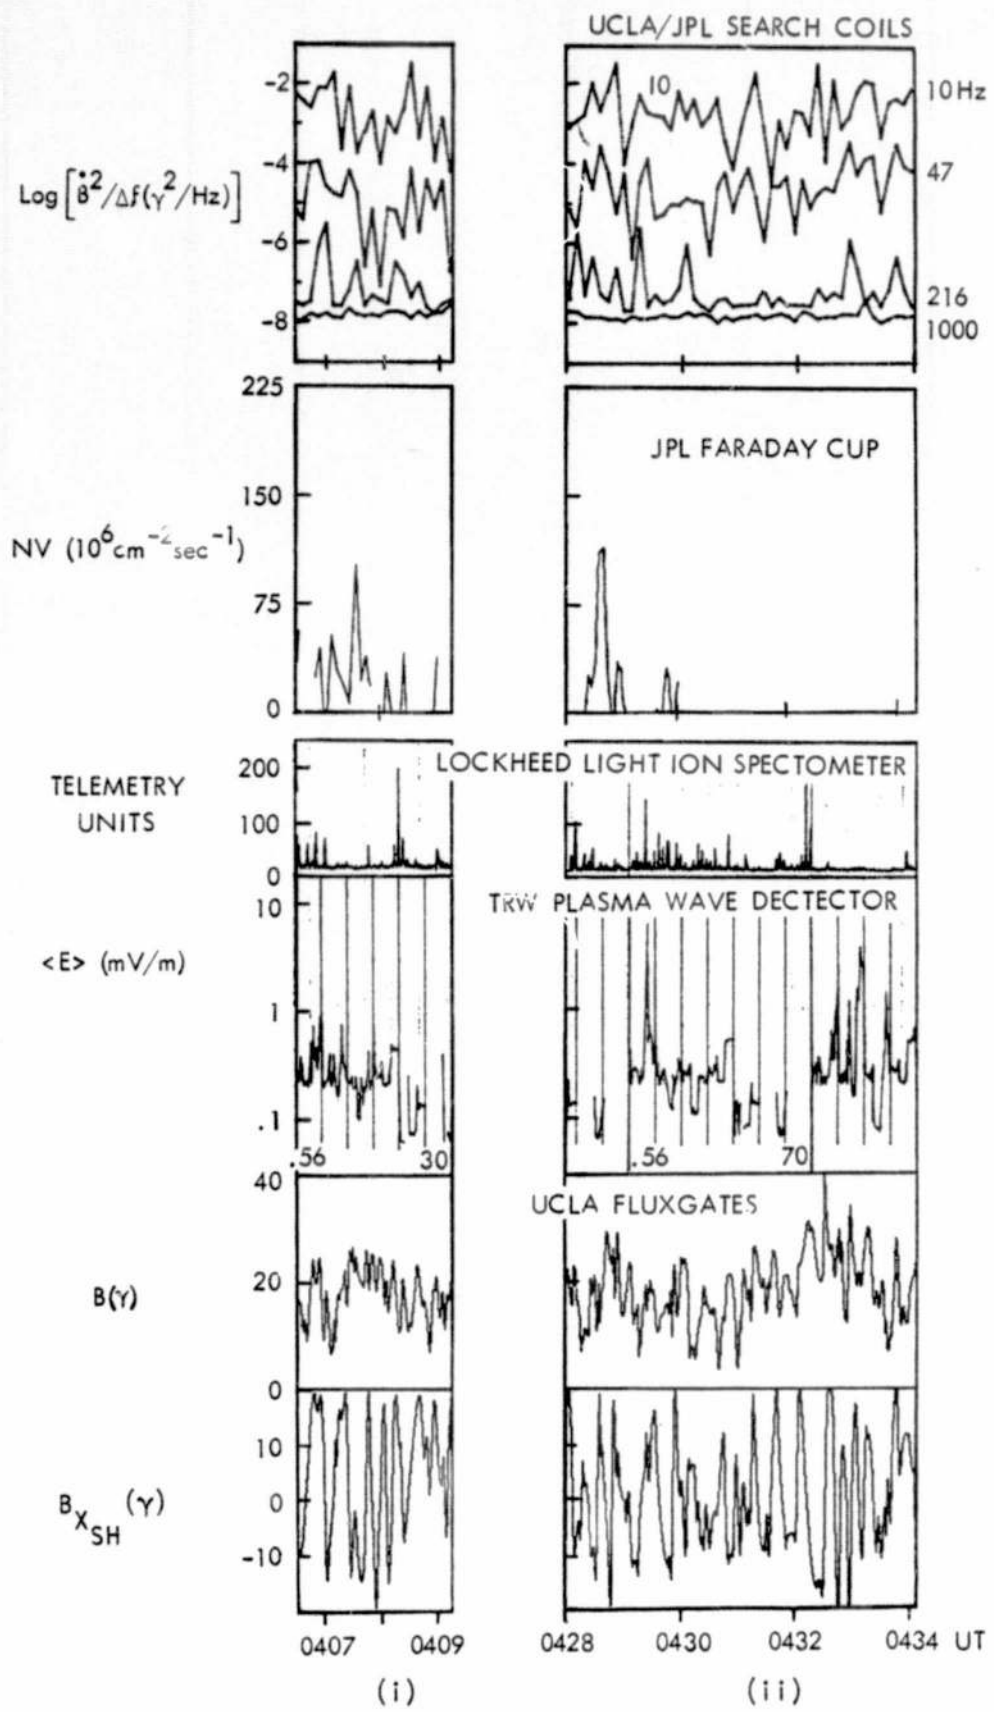 UCLA/JPL SEARCH COILS
-2
-4
-6
-8
Log [Ḃ²/Δf(γ²/Hz)]
10
10 Hz
47
216
1000
225
150
75
0
NV (10⁶cm⁻²sec⁻¹)
JPL FARADAY CUP
TELEMETRY
UNITS
200
100
0
LOCKHEED LIGHT ION SPECTOMETER
<E> (mV/m)
10
1
.1
TRW PLASMA WAVE DECTECTOR
.56
30
.56
70
B(γ)
40
20
0
UCLA FLUXGATES
B_X_SH (γ)
10
0
-10
0407
0409
0428
0430
0432
0434 UT
(i)
(ii)